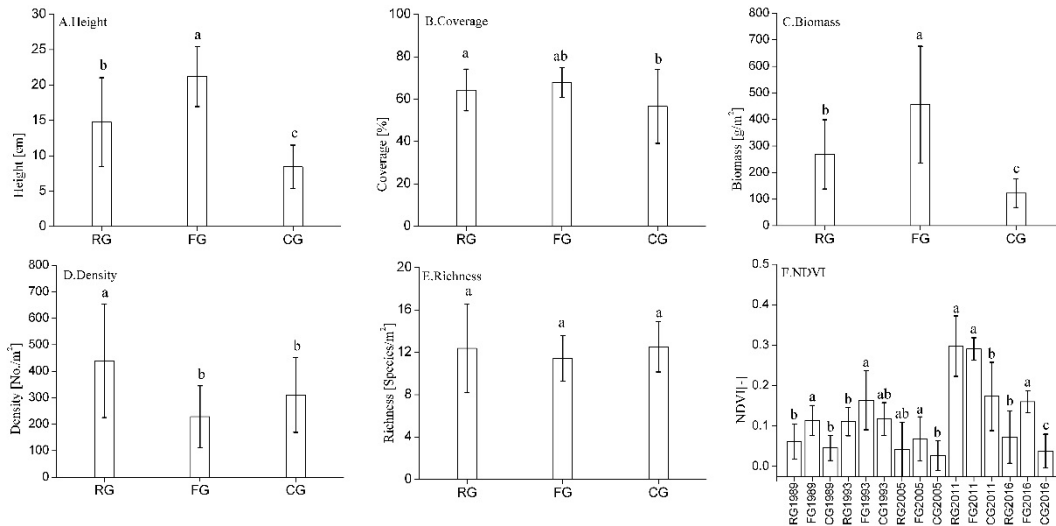 A.Height
Height [cm]
30
25
20
15
10
5
0
b
a
c
RG
FG
CG
B.Coverage
Coverage [%]
100
80
60
40
20
0
a
ab
b
RG
FG
CG
C.Biomass
Biomass [g/m²]
800
700
600
500
400
300
200
100
0
b
a
c
RG
FG
CG
D.Density
Density [No./m²]
800
700
600
500
400
300
200
100
0
a
b
b
RG
FG
CG
E.Richness
Richness [Species/m²]
20
16
12
8
4
0
a
a
a
RG
FG
CG
F.NDVI
NDVI[-]
0.5
0.4
0.3
0.2
0.1
0.0
b
a
b
b
a
ab
ab
a
b
a
a
b
b
a
c
RG1989
FG1989
CG1989
RG1993
FG1993
CG1993
RG2005
FG2005
CG2005
RG2011
FG2011
CG2011
RG2016
FG2016
CG2016